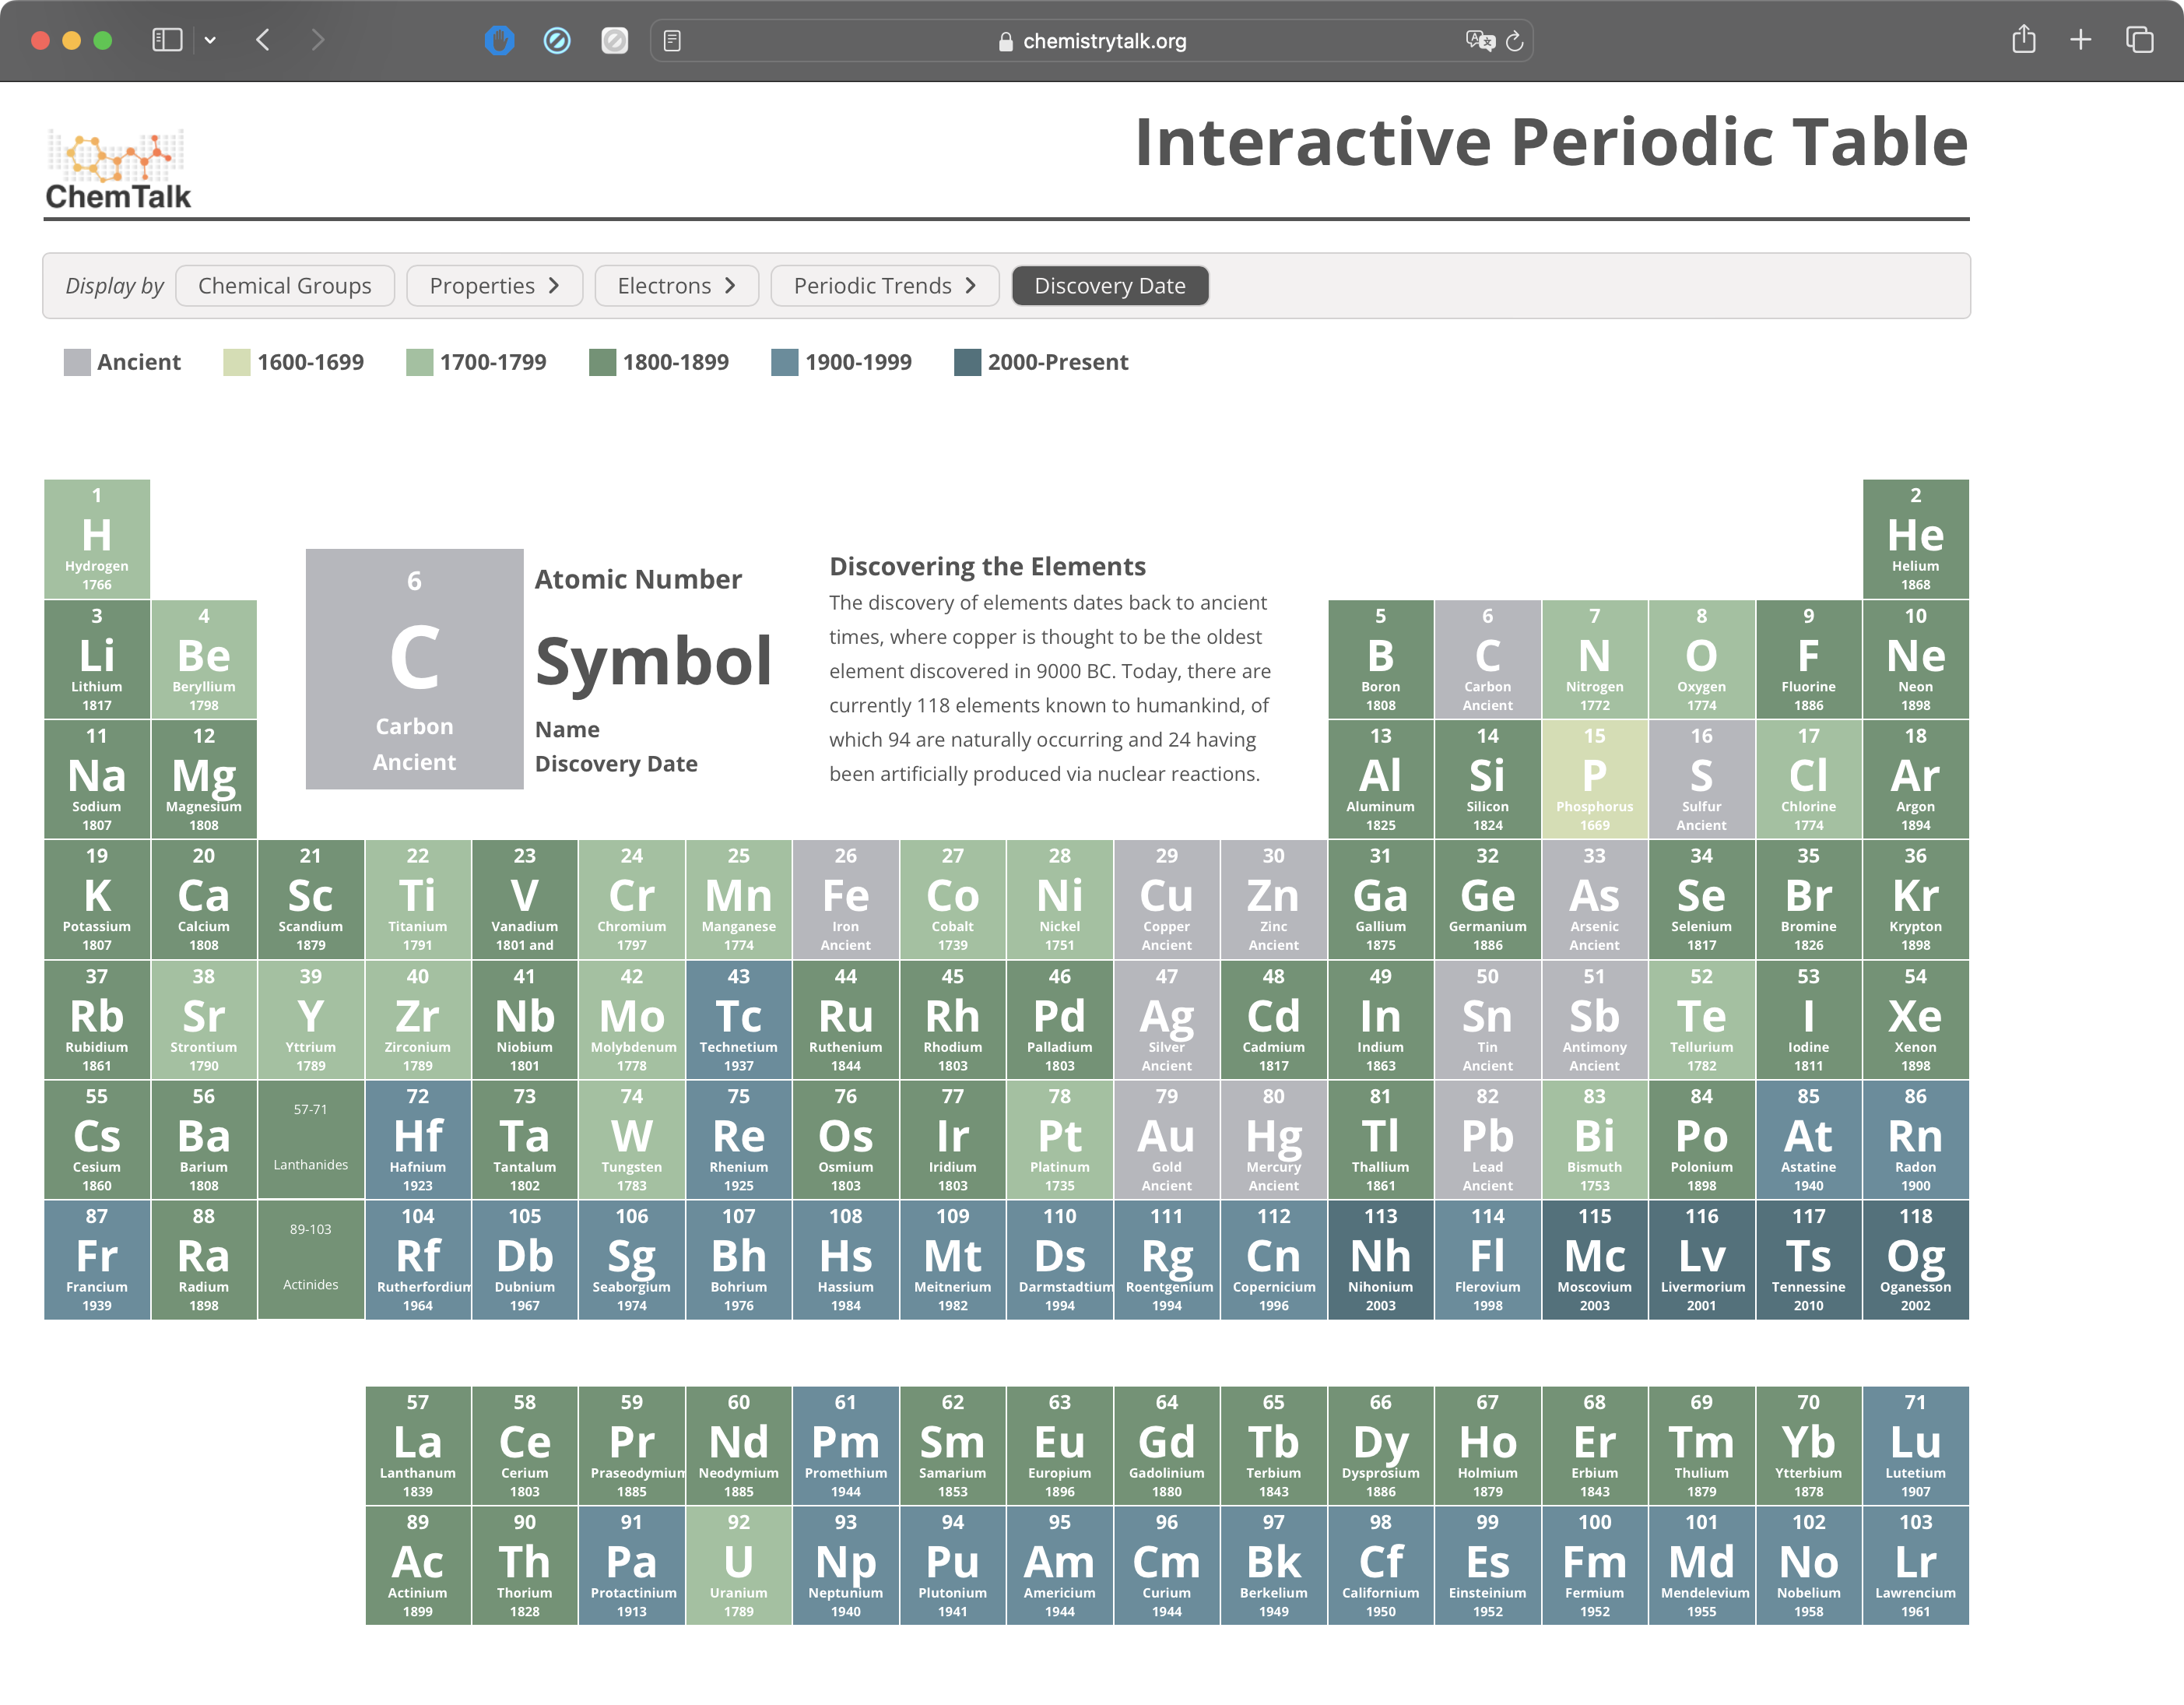 chemistrytalk.org
Interactive Periodic Table
ChemTalk
Display by Chemical Groups Properties Electrons Periodic Trends Discovery Date
Ancient 1600-1699 1700-1799 1800-1899 1900-1999 2000-Present
6
C
Carbon
Ancient
Atomic Number
Symbol
Name
Discovery Date
Discovering the Elements
The discovery of elements dates back to ancient
times, where copper is thought to be the oldest
element discovered in 9000 BC. Today, there are
currently 118 elements known to humankind, of
which 94 are naturally occurring and 24 having
been artificially produced via nuclear reactions.
1 2
H He
Hydrogen Helium
1766 1868
3 4 5 6 7 8 9 10
Li Be B C N O F Ne
Lithium Beryllium Boron Carbon Nitrogen Oxygen Fluorine Neon
1817 1798 1808 Ancient 1772 1774 1886 1898
11 12 13 14 15 16 17 18
Na Mg Al Si P S Cl Ar
Sodium Magnesium Aluminum Silicon Phosphorus Sulfur Chlorine Argon
1807 1808 1825 1824 1669 Ancient 1774 1894
19 20 21 22 23 24 25 26 27 28 29 30 31 32 33 34 35 36
K Ca Sc Ti V Cr Mn Fe Co Ni Cu Zn Ga Ge As Se Br Kr
Potassium Calcium Scandium Titanium Vanadium Chromium Manganese Iron Cobalt Nickel Copper Zinc Gallium Germanium Arsenic Selenium Bromine Krypton
1807 1808 1879 1791 1801 and 1797 1774 Ancient 1739 1751 Ancient Ancient 1875 1886 Ancient 1817 1826 1898
37 38 39 40 41 42 43 44 45 46 47 48 49 50 51 52 53 54
Rb Sr Y Zr Nb Mo Tc Ru Rh Pd Ag Cd In Sn Sb Te I Xe
Rubidium Strontium Yttrium Zirconium Niobium Molybdenum Technetium Ruthenium Rhodium Palladium Silver Cadmium Indium Tin Antimony Tellurium Iodine Xenon
1861 1790 1789 1789 1801 1778 1937 1844 1803 1803 Ancient 1817 1863 Ancient Ancient 1782 1811 1898
55 56 57-71 72 73 74 75 76 77 78 79 80 81 82 83 84 85 86
Cs Ba Hf Ta W Re Os Ir Pt Au Hg Tl Pb Bi Po At Rn
Cesium Barium Lanthanides Hafnium Tantalum Tungsten Rhenium Osmium Iridium Platinum Gold Mercury Thallium Lead Bismuth Polonium Astatine Radon
1860 1808 1923 1802 1783 1925 1803 1803 1735 Ancient Ancient 1861 Ancient 1753 1898 1940 1900
87 88 89-103 104 105 106 107 108 109 110 111 112 113 114 115 116 117 118
Fr Ra Rf Db Sg Bh Hs Mt Ds Rg Cn Nh Fl Mc Lv Ts Og
Francium Radium Actinides Rutherfordium Dubnium Seaborgium Bohrium Hassium Meitnerium Darmstadtium Roentgenium Copernicium Nihonium Flerovium Moscovium Livermorium Tennessine Oganesson
1939 1898 1964 1967 1974 1976 1984 1982 1994 1994 1996 2003 1998 2003 2001 2010 2002
57 58 59 60 61 62 63 64 65 66 67 68 69 70 71
La Ce Pr Nd Pm Sm Eu Gd Tb Dy Ho Er Tm Yb Lu
Lanthanum Cerium Praseodymium Neodymium Promethium Samarium Europium Gadolinium Terbium Dysprosium Holmium Erbium Thulium Ytterbium Lutetium
1839 1803 1885 1885 1944 1853 1896 1880 1843 1886 1879 1843 1879 1878 1907
89 90 91 92 93 94 95 96 97 98 99 100 101 102 103
Ac Th Pa U Np Pu Am Cm Bk Cf Es Fm Md No Lr
Actinium Thorium Protactinium Uranium Neptunium Plutonium Americium Curium Berkelium Californium Einsteinium Fermium Mendelevium Nobelium Lawrencium
1899 1828 1913 1789 1940 1941 1944 1944 1949 1950 1952 1952 1955 1958 1961